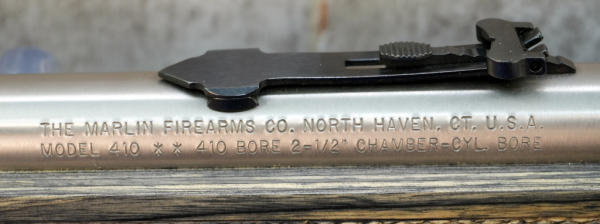 THE MARLIN FIREARMS CO. NORTH HAVEN, CT. U.S.A.
MODEL 410 * * 410 BORE 2-1/2" CHAMBER-CYL. BORE